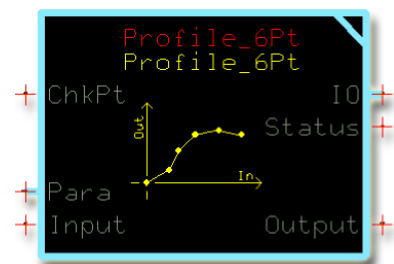 Profile_6Pt
Profile_6Pt
ChkPt
IO
Out
Status
In
Para
Input
Output